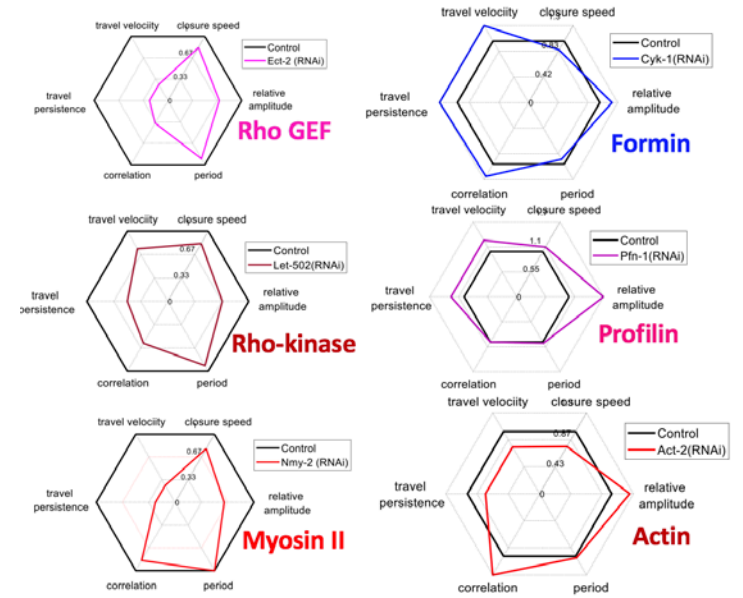 travel velociity closure speed
0.67
0.33
0
Control
Ect-2 (RNAi)
travel
persistence
relative
amplitude
correlation
period
Rho GEF
travel velociity closure speed
0.83
0.42
0
Control
Cyk-1(RNAi)
travel
persistence
relative
amplitude
correlation
period
Formin
travel velociity closure speed
0.67
0.33
0
Control
Let-502(RNAi)
travel
persistence
relative
amplitude
correlation
period
Rho-kinase
travel velociity closure speed
1.1
0.55
0
Control
Pfn-1(RNAi)
travel
persistence
relative
amplitude
correlation
period
Profilin
travel velociity closure speed
0.67
0.33
0
Control
Nmy-2 (RNAi)
travel
persistence
relative
amplitude
correlation
period
Myosin II
travel velociity closure speed
0.87
0.43
0
Control
Act-2(RNAi)
travel
persistence
relative
amplitude
correlation
period
Actin